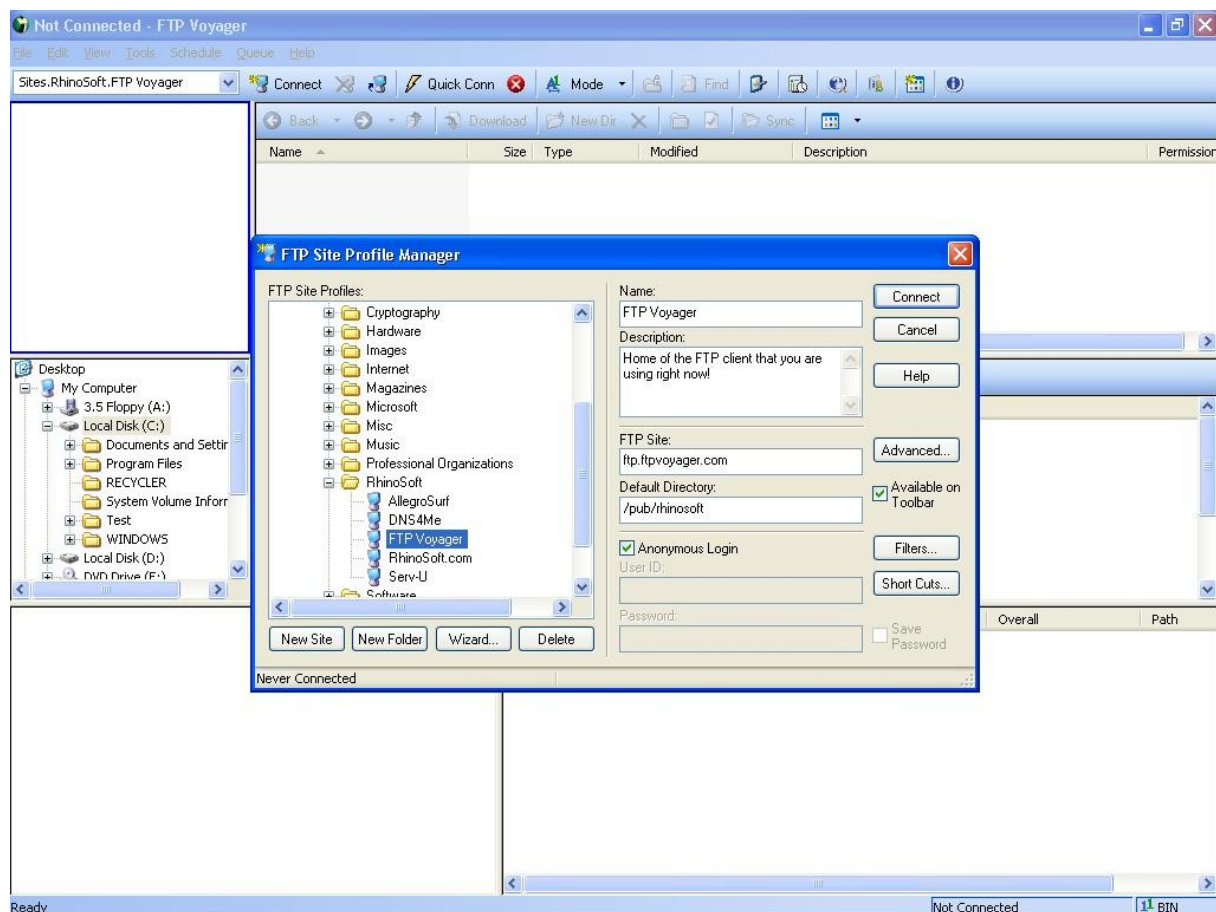 Not Connected - FTP Voyager
File Edit View Tools Schedule Queue Help
Sites.RhinoSoft.FTP Voyager Connect Quick Conn Mode Find
Back Download New Dir Sync
Name Size Type Modified Description Permission
FTP Site Profile Manager
FTP Site Profiles:
Cryptography
Hardware
Images
Internet
Magazines
Microsoft
Misc
Music
Professional Organizations
RhinoSoft
AllegroSurf
DNS4Me
FTP Voyager
RhinoSoft.com
Serv-U
Software
New Site New Folder Wizard... Delete
Never Connected
Name:
FTP Voyager
Description:
Home of the FTP client that you are
using right now!
FTP Site:
ftp.ftpvoyager.com
Default Directory:
/pub/rhinosoft
Anonymous Login
User ID:
Password:
Connect
Cancel
Help
Advanced...
Available on
Toolbar
Filters...
Short Cuts...
Save
Password
Desktop
My Computer
3.5 Floppy (A:)
Local Disk (C:)
Documents and Settir
Program Files
RECYCLER
System Volume Inforr
Test
WINDOWS
Local Disk (D:)
DVD Drive (E:)
Overall Path
Ready Not Connected BIN